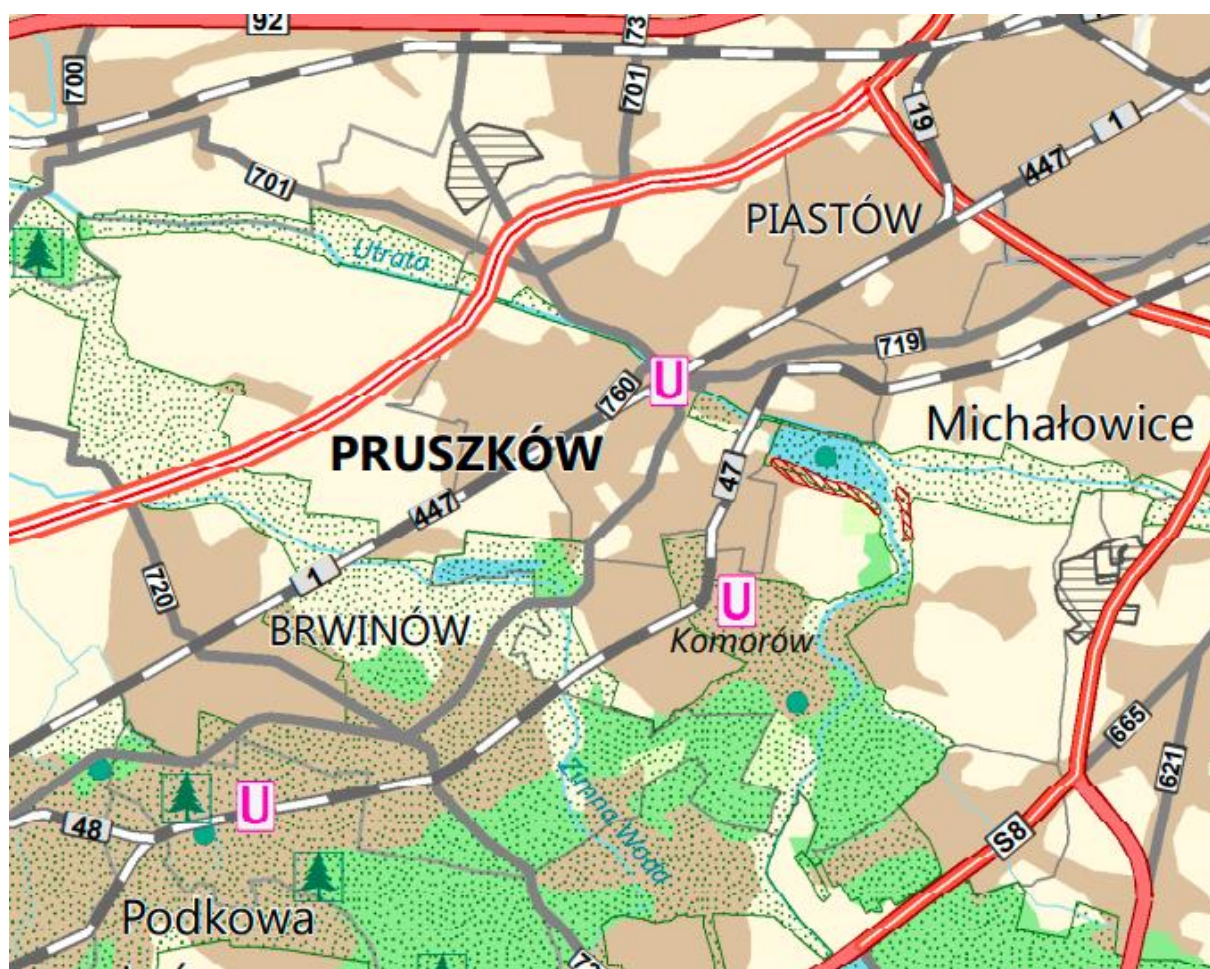 92
73
700
701
19
1
447
701
PIASTÓW
Utrata
719
U
760
Michałowice
PRUSZKÓW
47
447
1
720
U
BRWINÓW
Komorów
665
621
Zimna Woda
U
48
S8
Podkowa